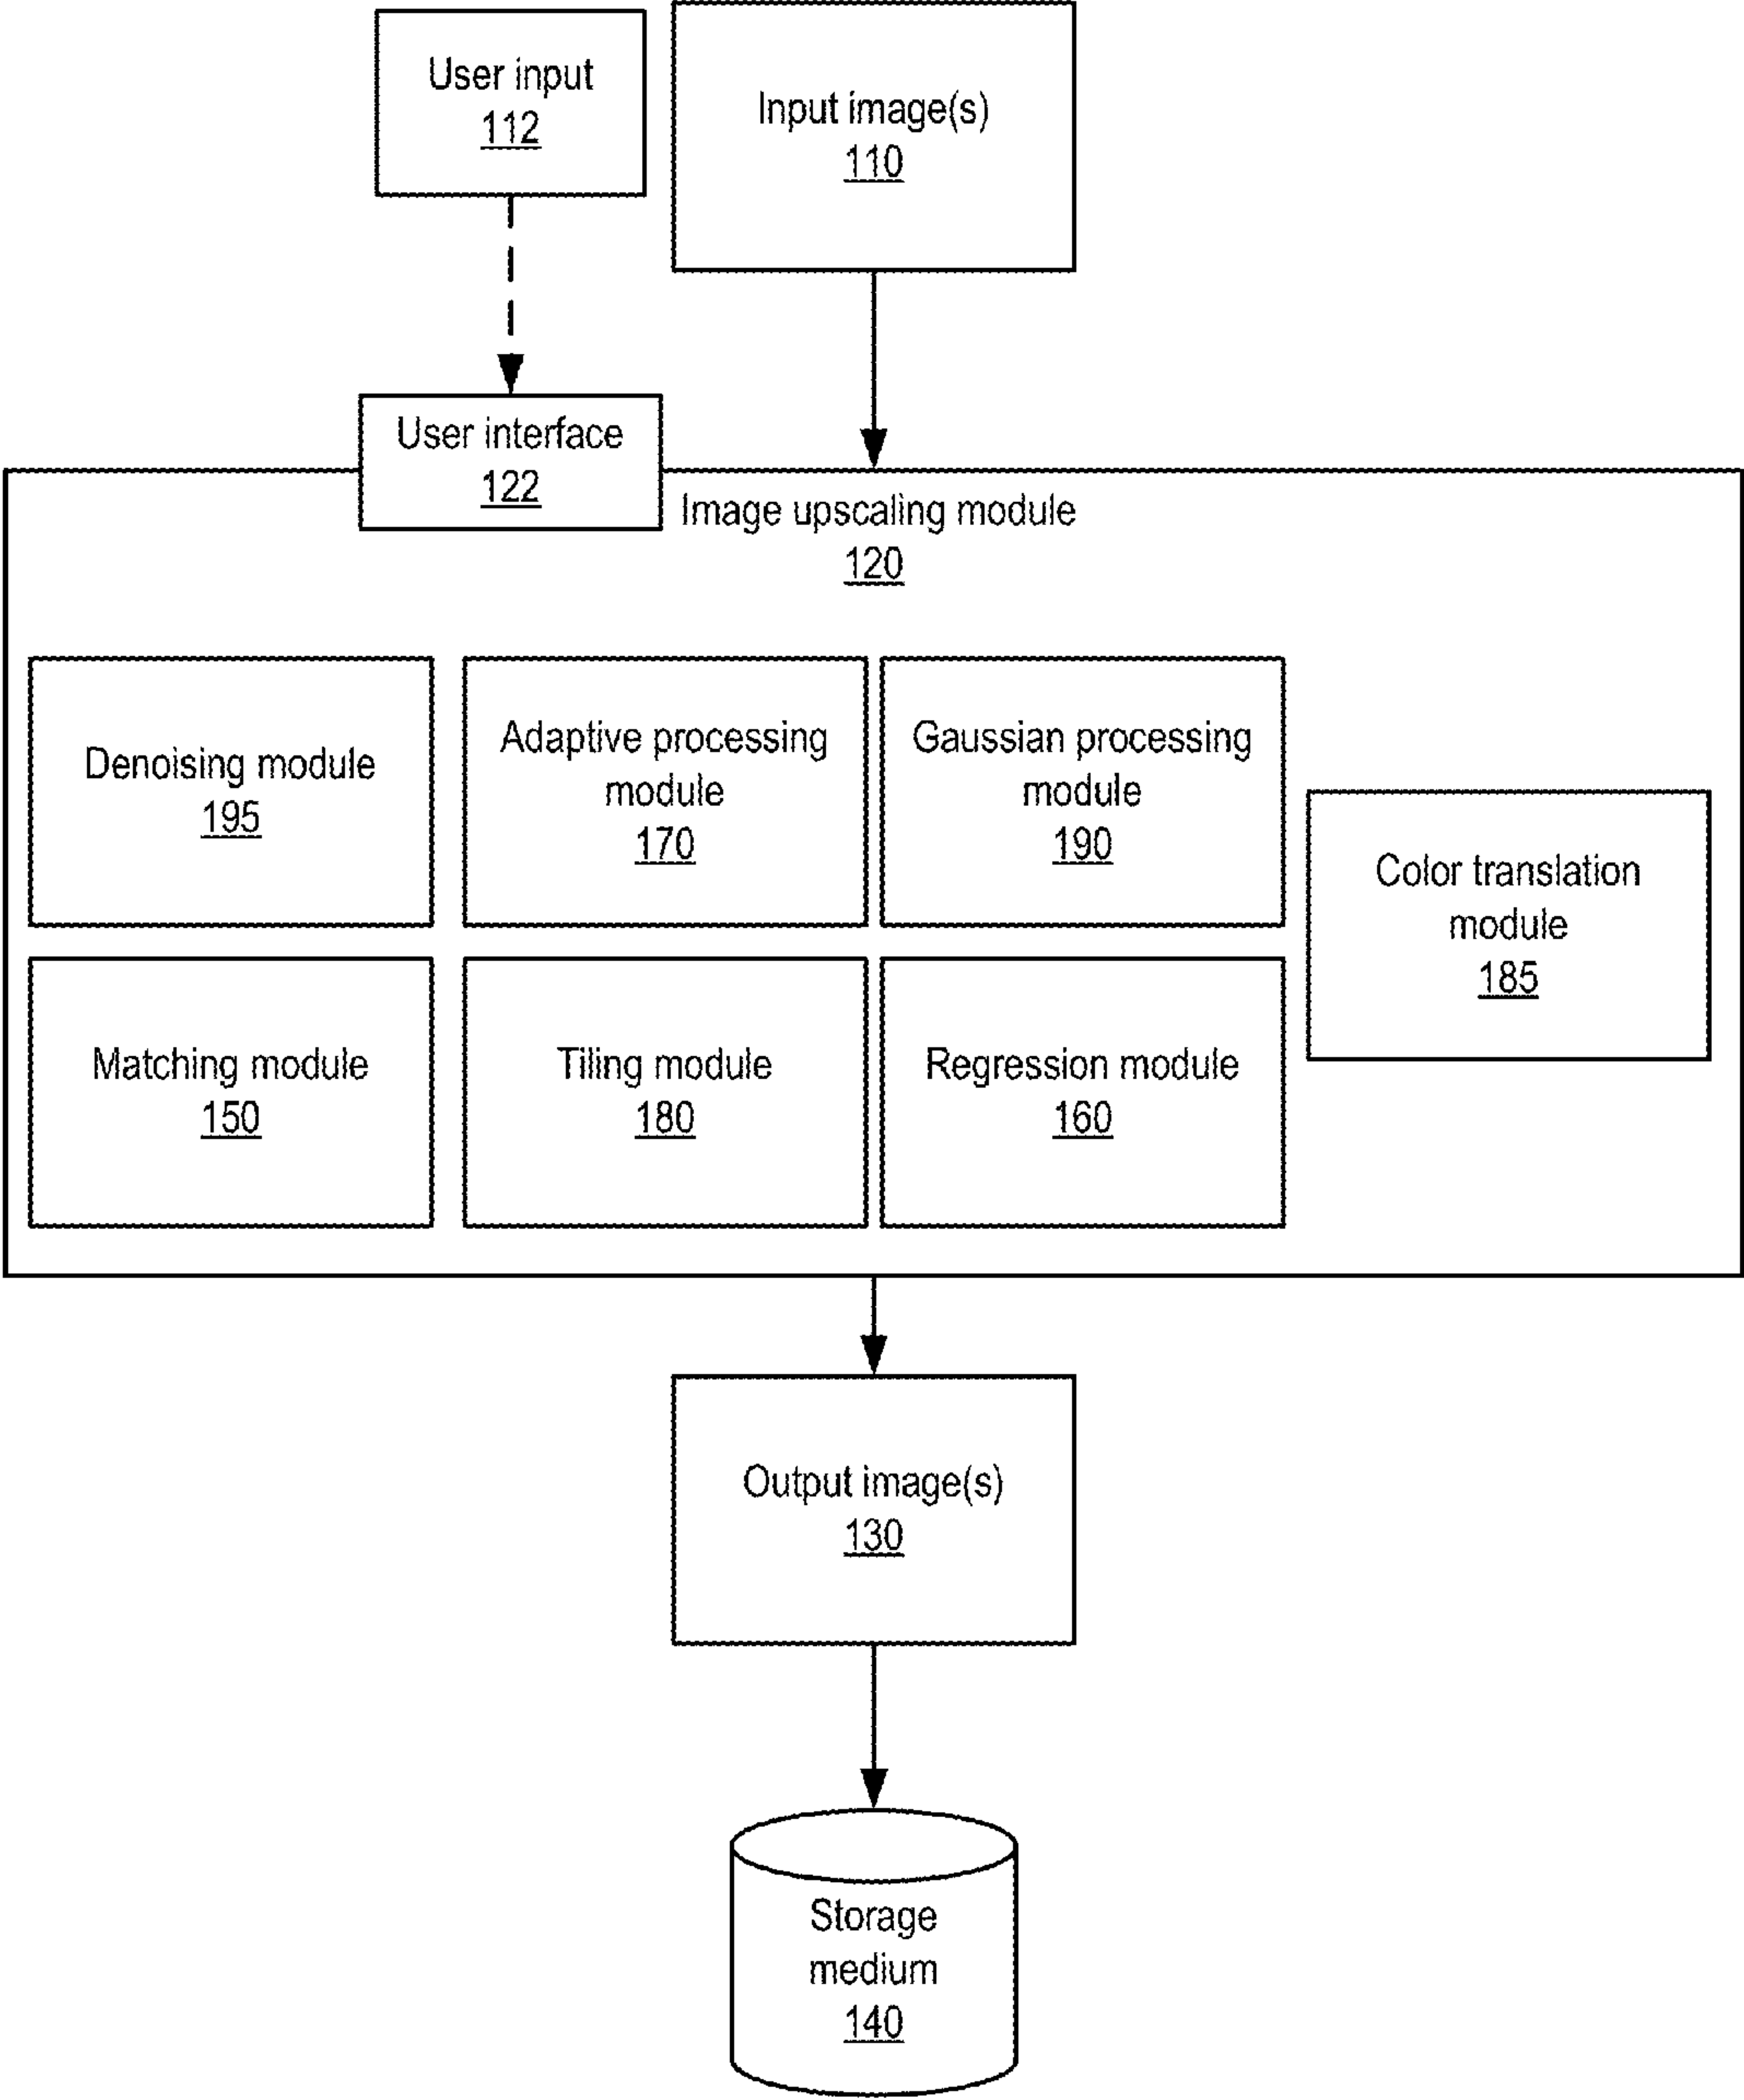 User input
112
Input image(s)
110
User interface
122
Image upscaling module
120
Denoising module
195
Adaptive processing
module
170
Gaussian processing
module
190
Color translation
module
185
Matching module
150
Tiling module
180
Regression module
160
Output image(s)
130
Storage
medium
140